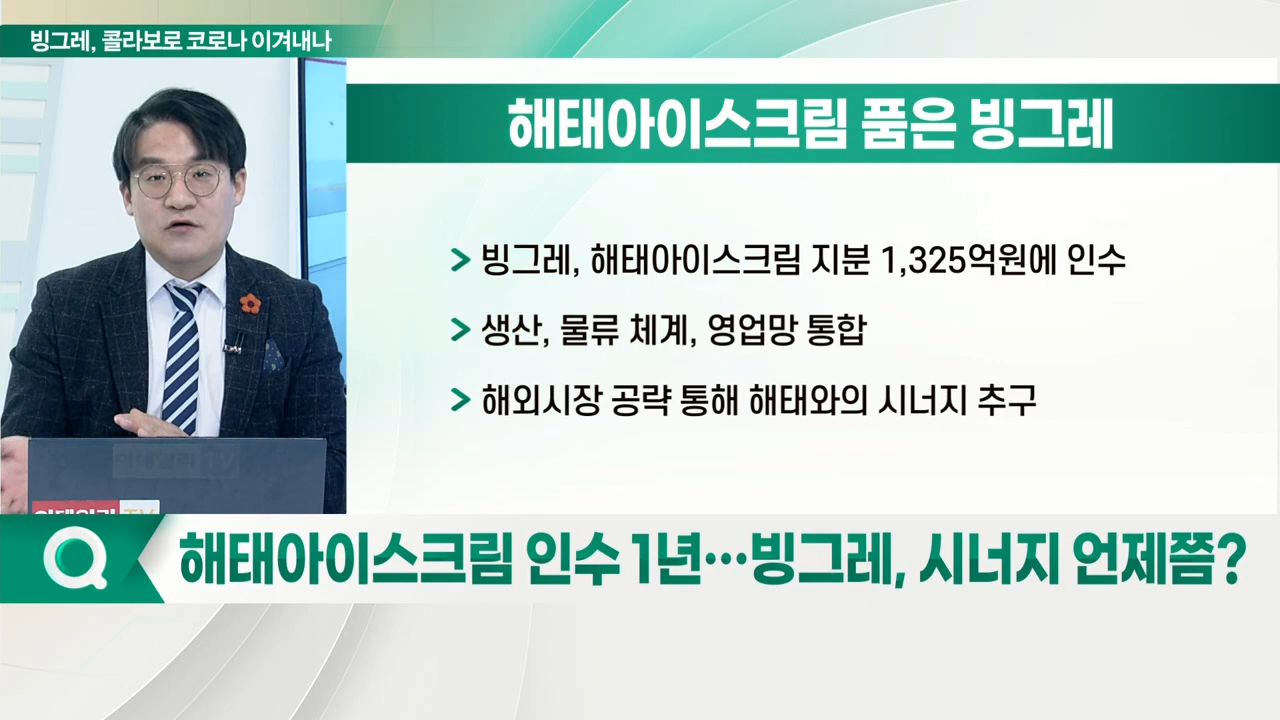 빙그레, 콜라보로 코로나 이겨내나
해태아이스크림 품은 빙그레
> 빙그레, 해태아이스크림 지분 1,325억원에 인수
> 생산, 물류 체계, 영업망 통합
> 해외시장 공략 통해 해태와의 시너지 추구
이데일리 TV
해태아이스크림 인수 1년…빙그레, 시너지 언제쯤?